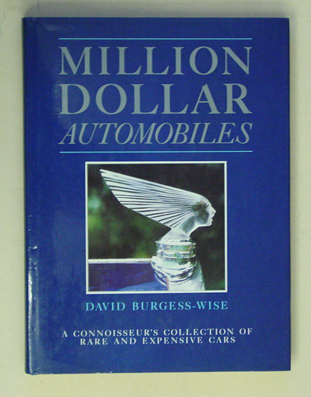 MILLION
DOLLAR
AUTOMOBILES
DAVID BURGESS-WISE
A CONNOISSEUR'S COLLECTION OF
RARE AND EXPENSIVE CARS